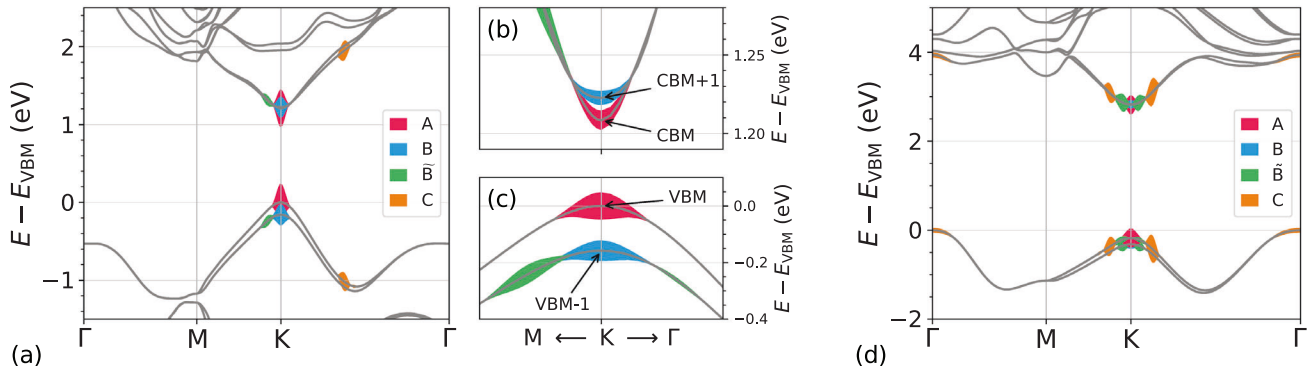 E − E_VBM (eV)
2
1
0
−1
Γ
M
K
Γ
A
B
B̃
C
(a)
(b)
CBM+1
CBM
1.25
1.20
E − E_VBM (eV)
(c)
VBM
VBM-1
0.0
−0.2
−0.4
E − E_VBM (eV)
M ← K → Γ
E − E_VBM (eV)
4
2
0
−2
Γ
M
K
Γ
A
B
B̃
C
(d)